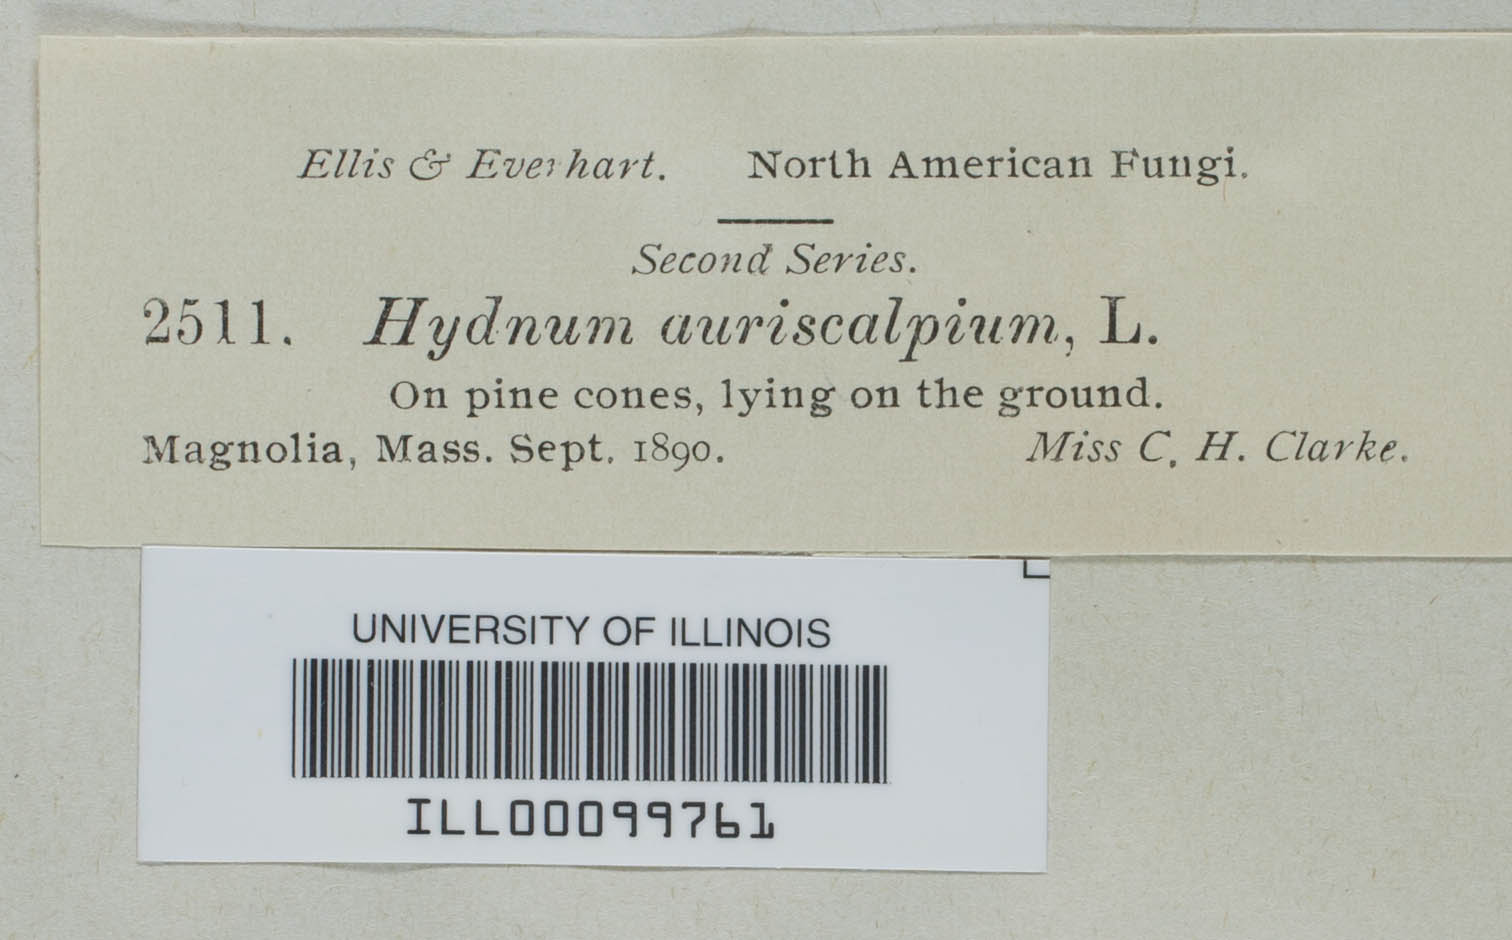 Ellis & Everhart. North American Fungi.
Second Series.
2511. Hydnum auriscalpium, L.
On pine cones, lying on the ground.
Magnolia, Mass. Sept. 1890. Miss C. H. Clarke.
UNIVERSITY OF ILLINOIS
ILL00099761